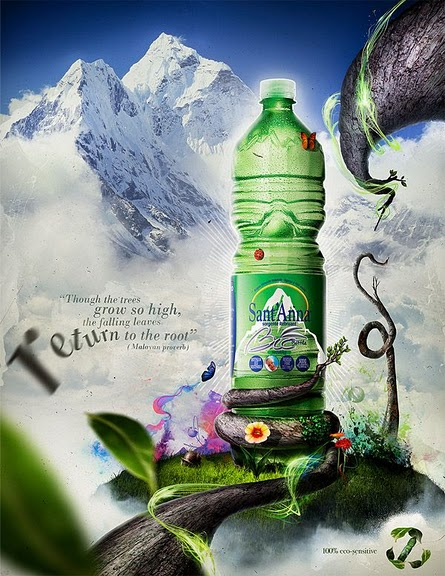 "Though the trees
grow so high,
the falling leaves
return to the root"
( Malayan proverb)
Sant'Anna
Bio
100% eco-sensitive